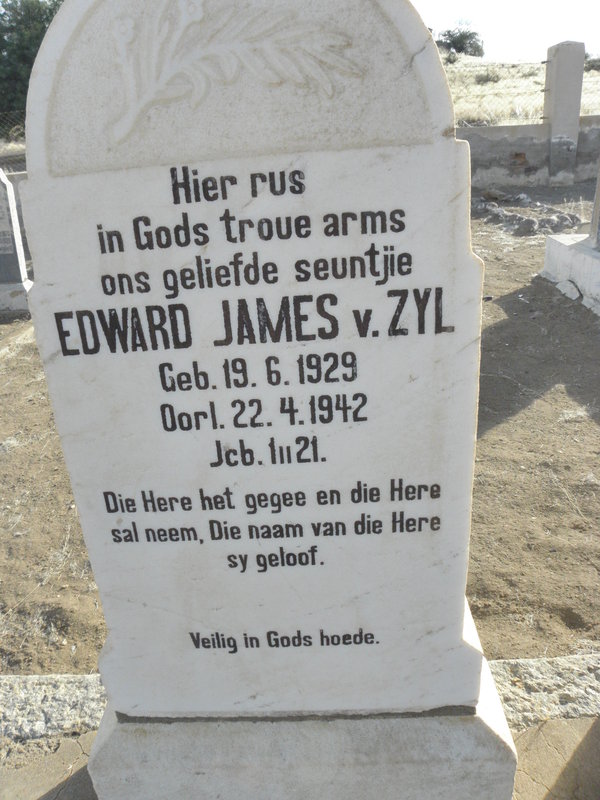 Hier rus
in Gods troue arms
ons geliefde seuntjie
EDWARD JAMES v. ZYL
Geb. 19. 6. 1929
Oorl. 22. 4. 1942
Jcb. 1ıı21.
Die Here het gegee en die Here
sal neem, Die naam van die Here
sy geloof.
Veilig in Gods hoede.